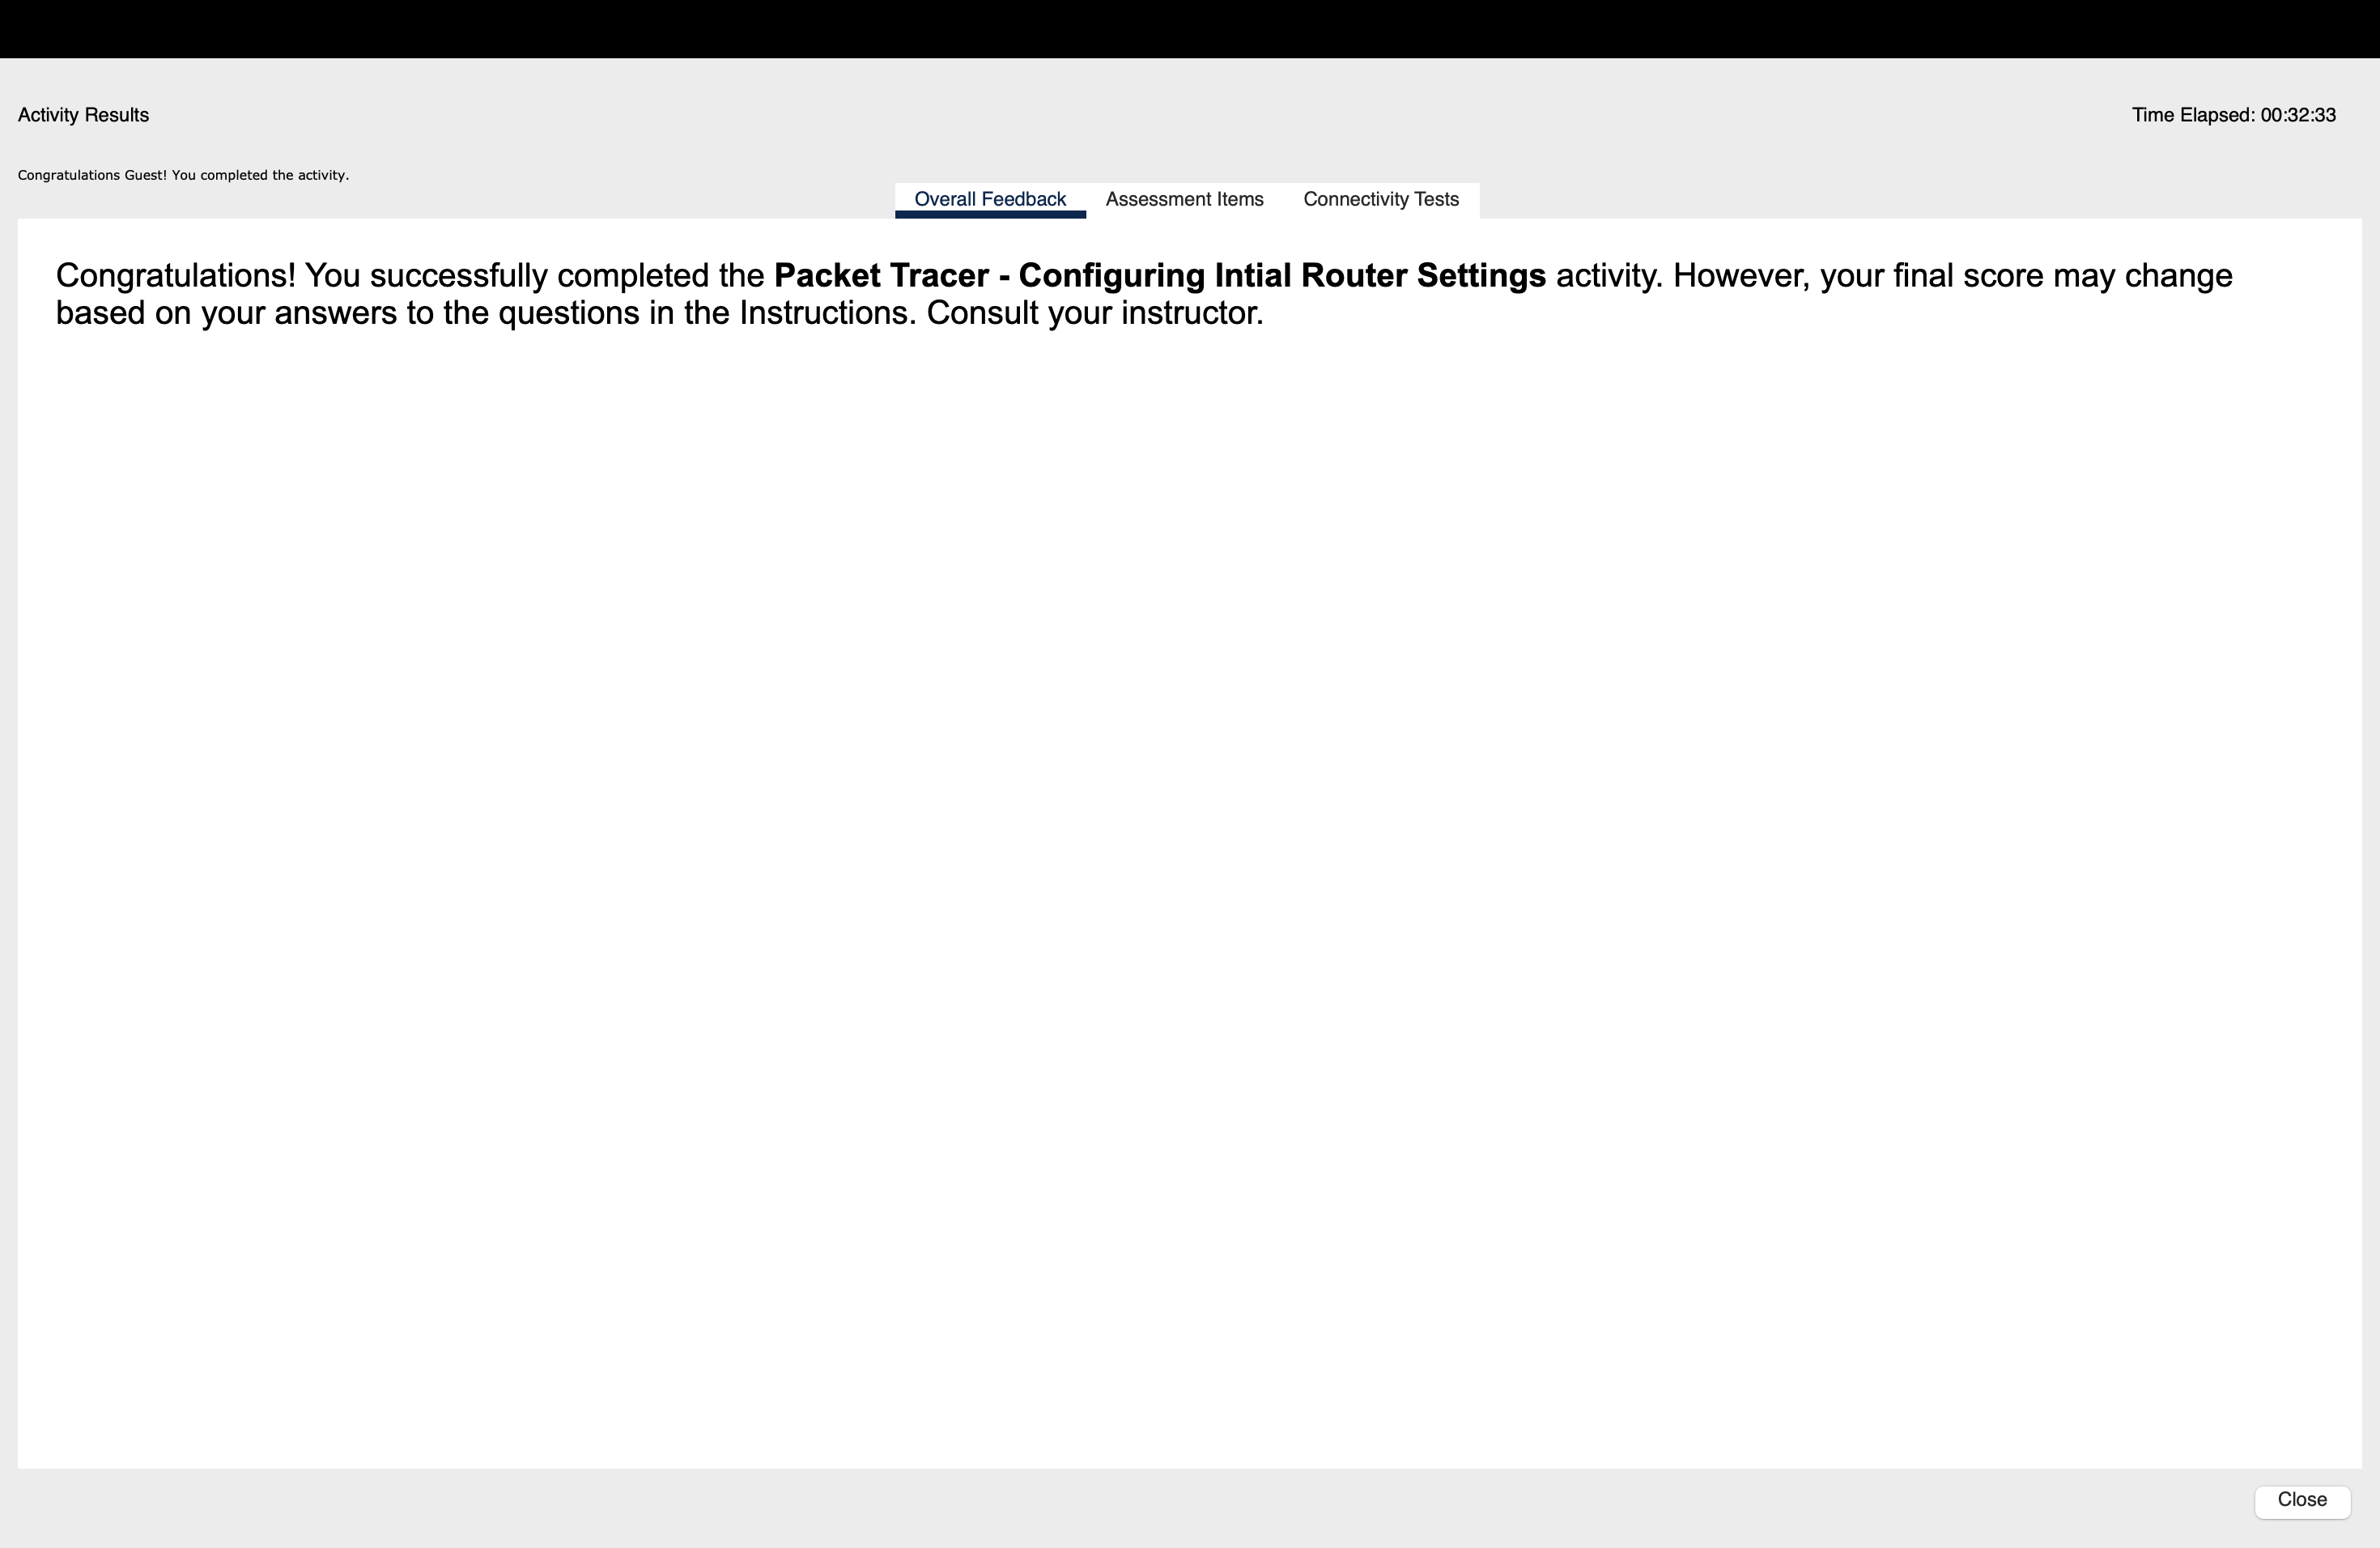 Activity Results
Time Elapsed: 00:32:33
Congratulations Guest! You completed the activity.
Overall Feedback
Assessment Items
Connectivity Tests
Congratulations! You successfully completed the Packet Tracer - Configuring Intial Router Settings activity. However, your final score may change
based on your answers to the questions in the Instructions. Consult your instructor.
Close